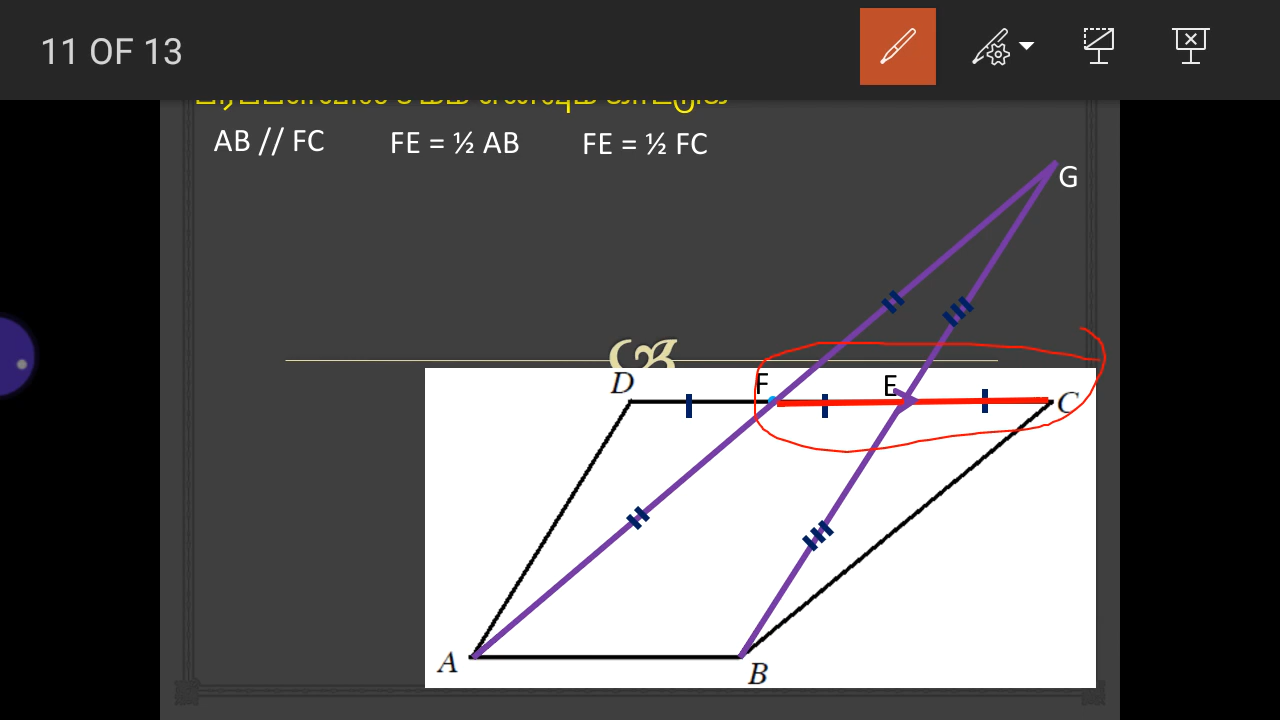 11 OF 13
AB // FC FE = ½ AB FE = ½ FC
G
D F E C
A B